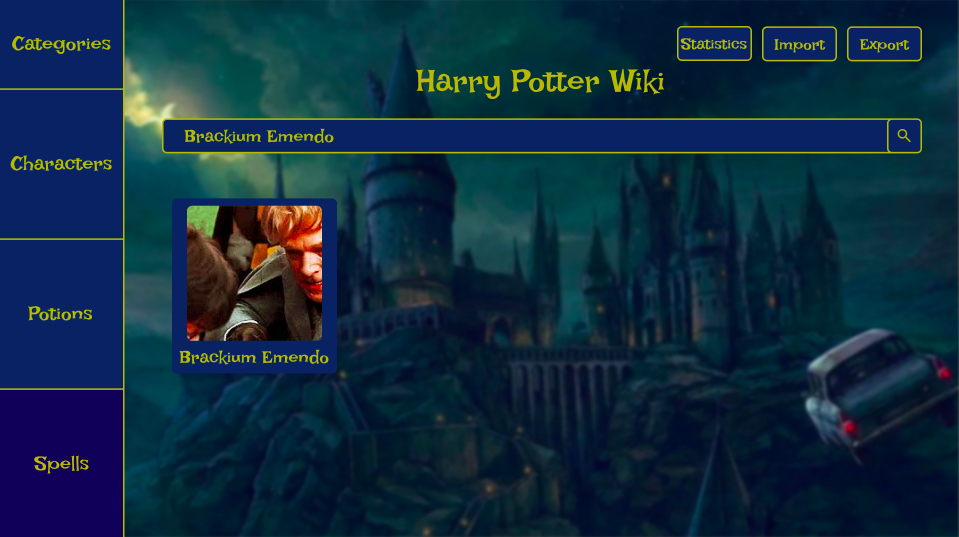 Categories
Characters
Potions
Spells
Statistics
Import
Export
Harry Potter Wiki
Brackium Emendo
Brackium Emendo